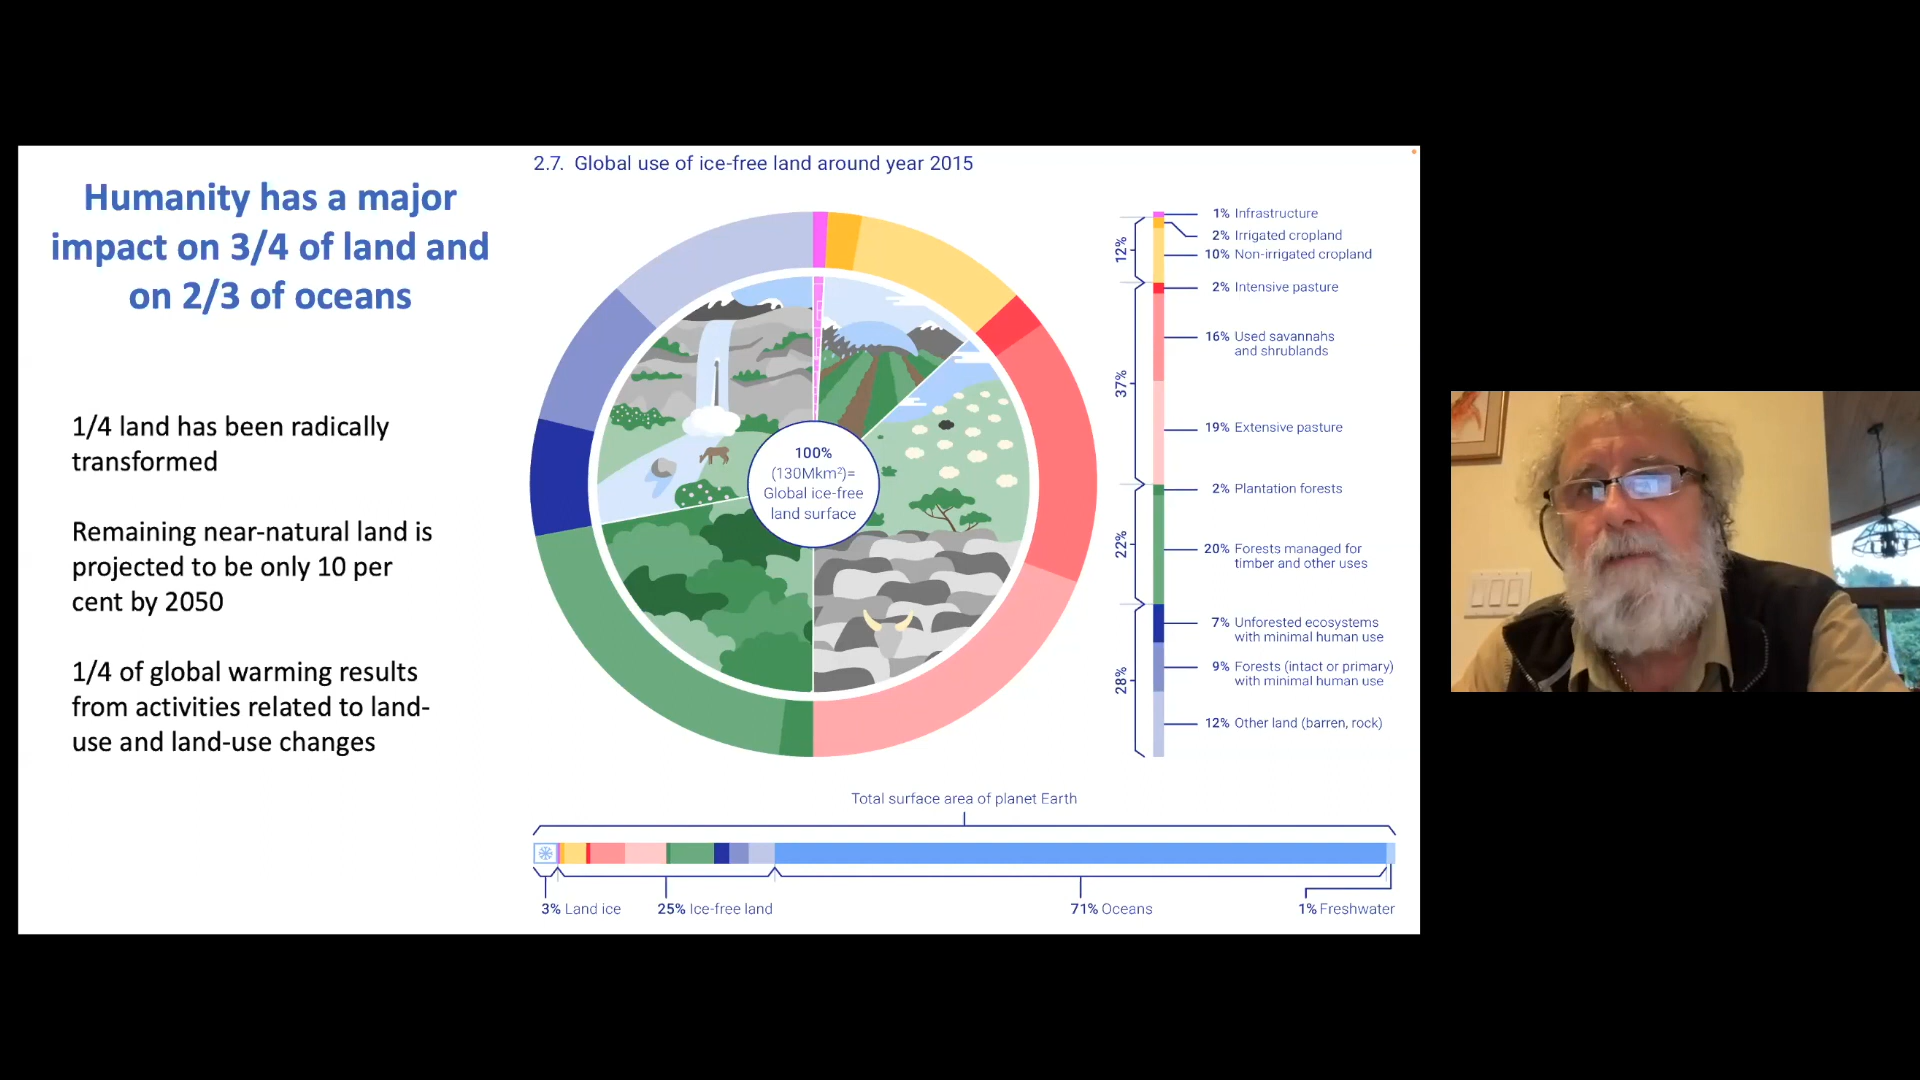 Humanity has a major
impact on 3/4 of land and
on 2/3 of oceans
1/4 land has been radically
transformed
Remaining near-natural land is
projected to be only 10 per
cent by 2050
1/4 of global warming results
from activities related to land-
use and land-use changes
2.7. Global use of ice-free land around year 2015
100%
(130Mkm²)=
Global ice-free
land surface
12%
37%
22%
28%
1% Infrastructure
2% Irrigated cropland
10% Non-irrigated cropland
2% Intensive pasture
16% Used savannahs
and shrublands
19% Extensive pasture
2% Plantation forests
20% Forests managed for
timber and other uses
7% Unforested ecosystems
with minimal human use
9% Forests (intact or primary)
with minimal human use
12% Other land (barren, rock)
Total surface area of planet Earth
3% Land ice
25% Ice-free land
71% Oceans
1% Freshwater